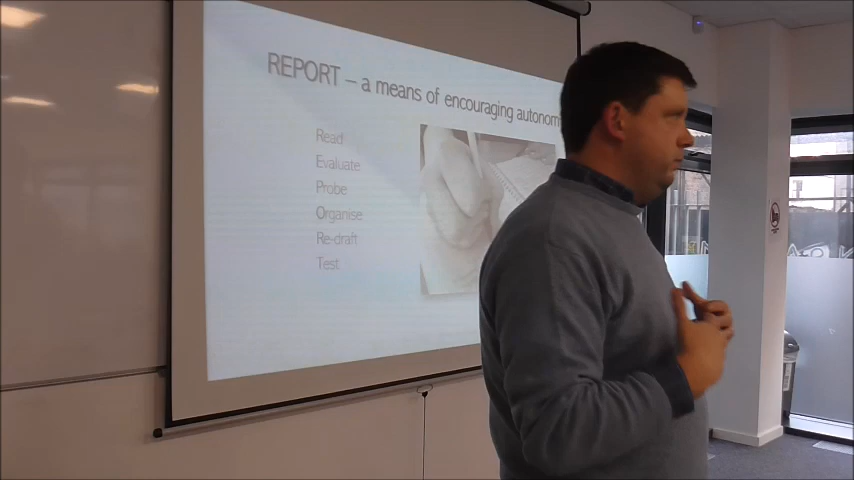 REPORT – a means of encouraging autonom
Read
Evaluate
Probe
Organise
Re-draft
Test